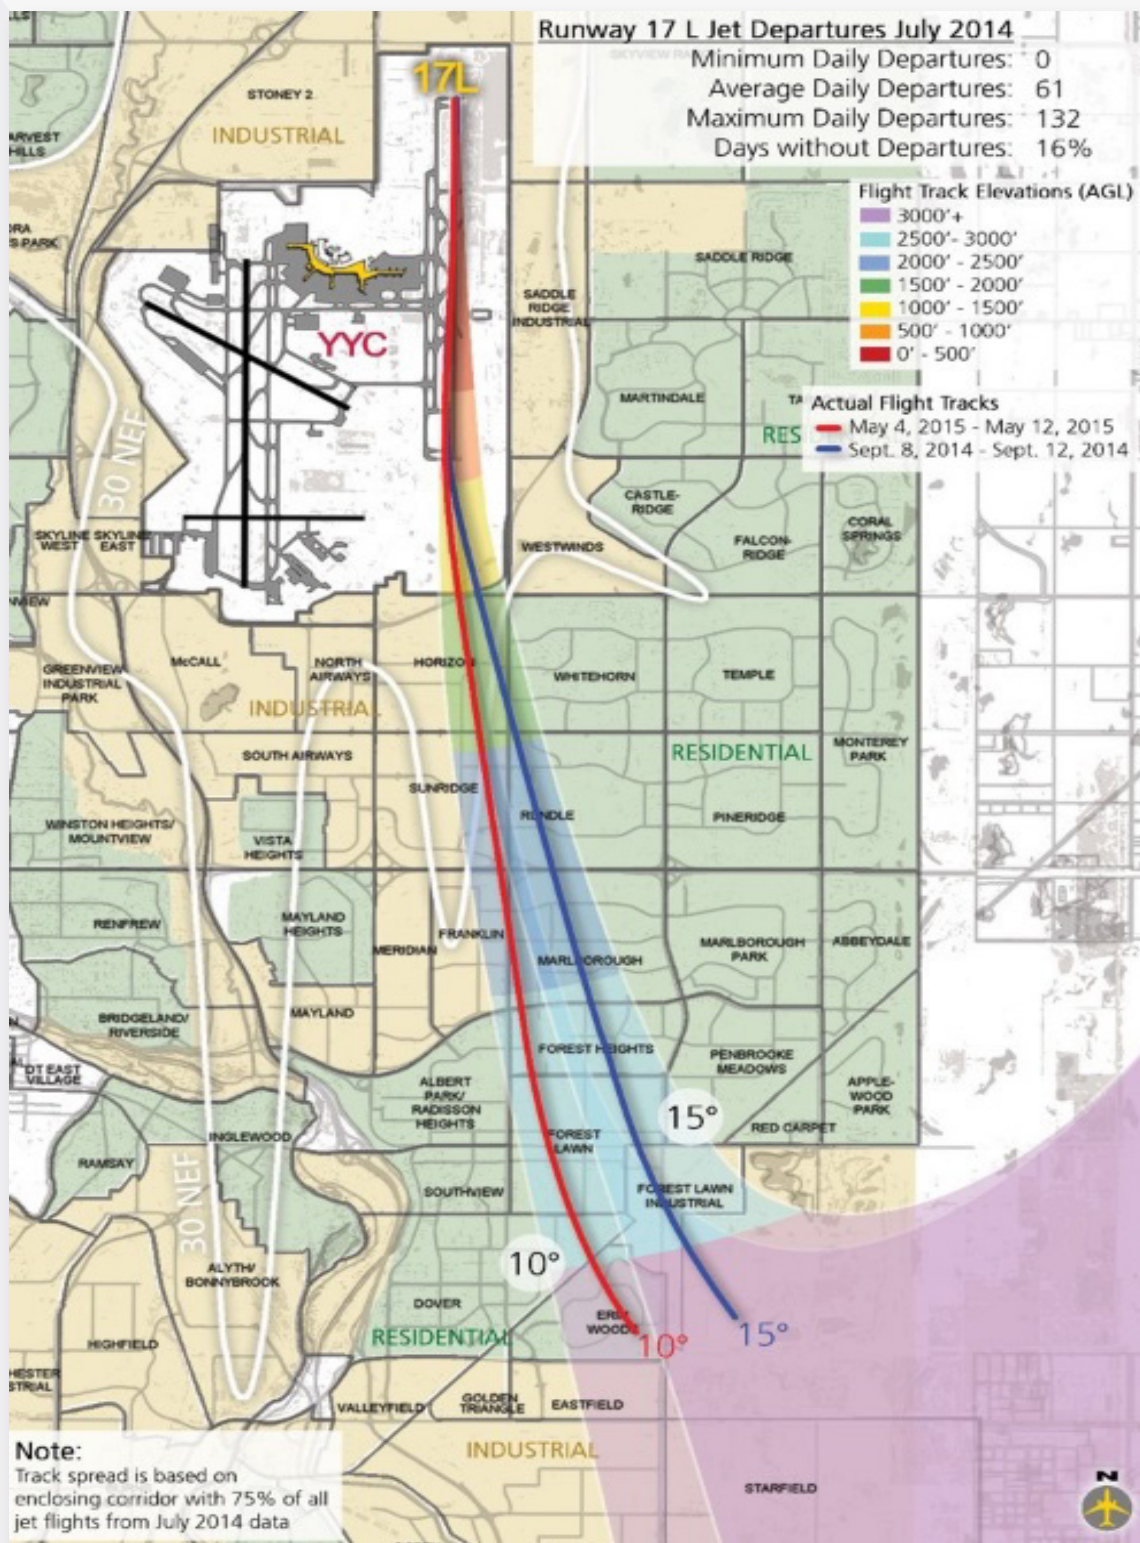 Runway 17 L Jet Departures July 2014
Minimum Daily Departures: 0
Average Daily Departures: 61
Maximum Daily Departures: 132
Days without Departures: 16%
Flight Track Elevations (AGL)
3000'+
2500'- 3000'
2000' - 2500'
1500' - 2000'
1000' - 1500'
500' - 1000'
0' - 500'
Actual Flight Tracks
May 4, 2015 - May 12, 2015
Sept. 8, 2014 - Sept. 12, 2014
17L
STONEY 2
INDUSTRIAL
ARVEST
HILLS
SADDLE RIDGE
SADDLE
RIDGE
INDUSTRIAL
YYC
MARTINDALE
TA
RES
30 NEF
CASTLE-
RIDGE
CORAL
SPRINGS
FALCON-
RIDGE
WESTWINDS
SKYLINE
WEST
SKYLINE
EAST
McCALL
NORTH
AIRWAYS
HORIZON
GREENVIEW
INDUSTRIAL
PARK
WHITEHORN
TEMPLE
INDUSTRIAL
SOUTH AIRWAYS
RESIDENTIAL
MONTEREY
PARK
SUNRIDGE
RUNDLE
PINERIDGE
WINSTON HEIGHTS/
MOUNTVIEW
VISTA
HEIGHTS
RENFREW
MAYLAND
HEIGHTS
MERIDIAN
FRANKLIN
MARLBOROUGH
MARLBOROUGH
PARK
ABBEYDALE
BRIDGELAND/
RIVERSIDE
MAYLAND
FOREST HEIGHTS
PENBROOKE
MEADOWS
DT EAST
VILLAGE
ALBERT
PARK/
RADISSON
HEIGHTS
APPLE-
WOOD
PARK
15°
RED CARPET
INGLEWOOD
FOREST
LAWN
RAMSAY
SOUTHVIEW
FOREST LAWN
INDUSTRIAL
30 NEF
10°
ALYTH/
BONNYBROOK
DOVER
ERIN
WOODS
RESIDENTIAL
10°
15°
HIGHFIELD
VALLEYFIELD
GOLDEN
TRIANGLE
EASTFIELD
INDUSTRIAL
STARFIELD
N
Note:
Track spread is based on
enclosing corridor with 75% of all
jet flights from July 2014 data